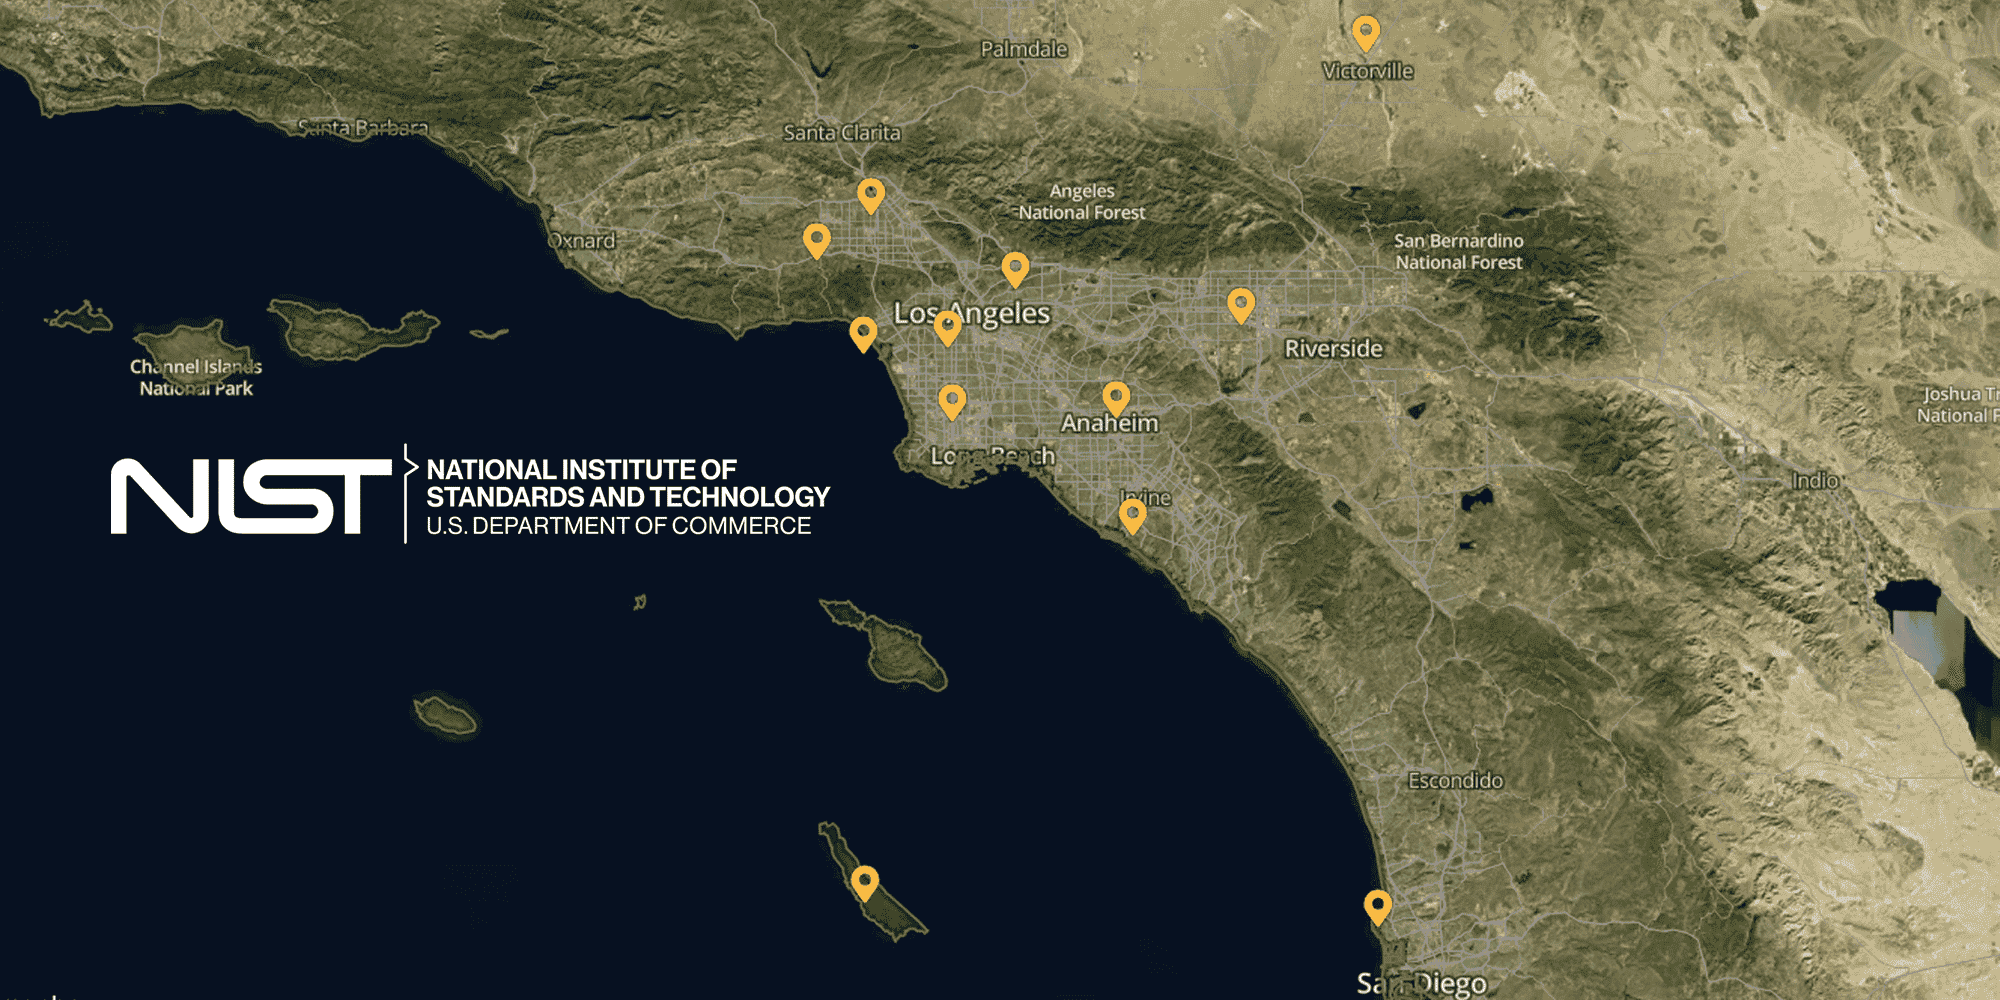 Palmdale
Victorville
Santa Barbara
Santa Clarita
Angeles
National Forest
Oxnard
San Bernardino
National Forest
Los Angeles
Riverside
Channel Islands
National Park
Joshua
National
Anaheim
Long Beach
NIST
NATIONAL INSTITUTE OF
STANDARDS AND TECHNOLOGY
U.S. DEPARTMENT OF COMMERCE
Irvine
Indio
Escondido
San Diego